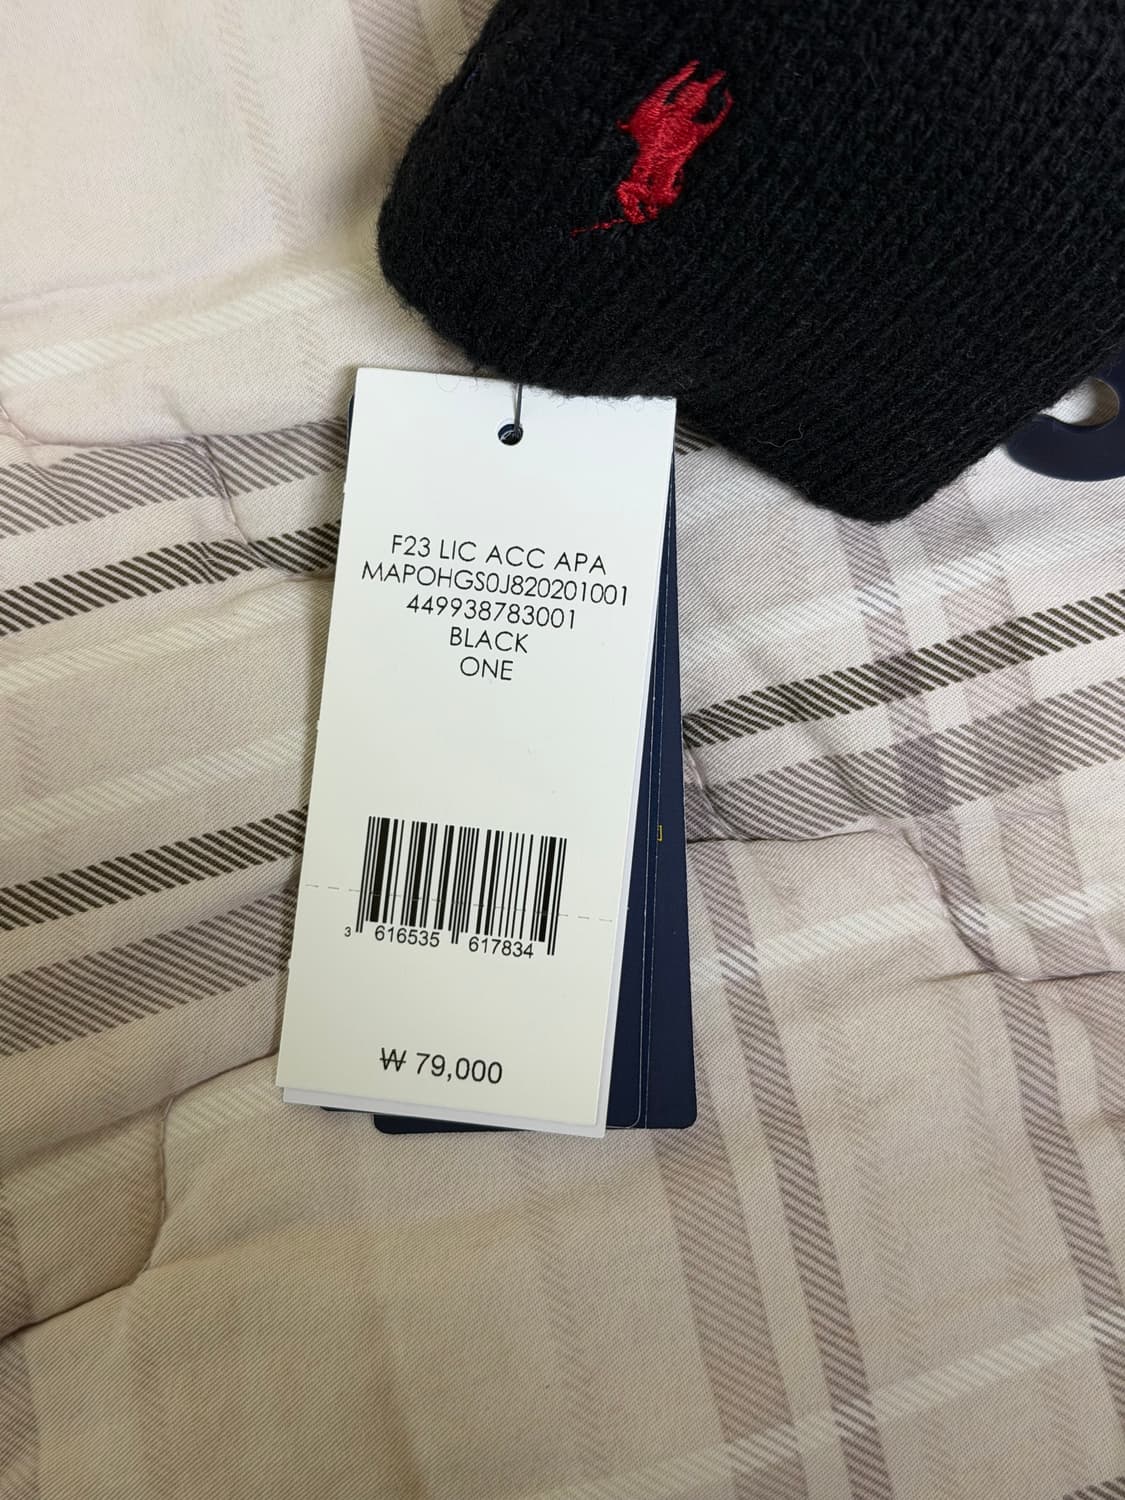 F23 LIC ACC APA
MAPOHGS0J820201001
449938783001
BLACK
ONE
3 616535 617834
₩ 79,000